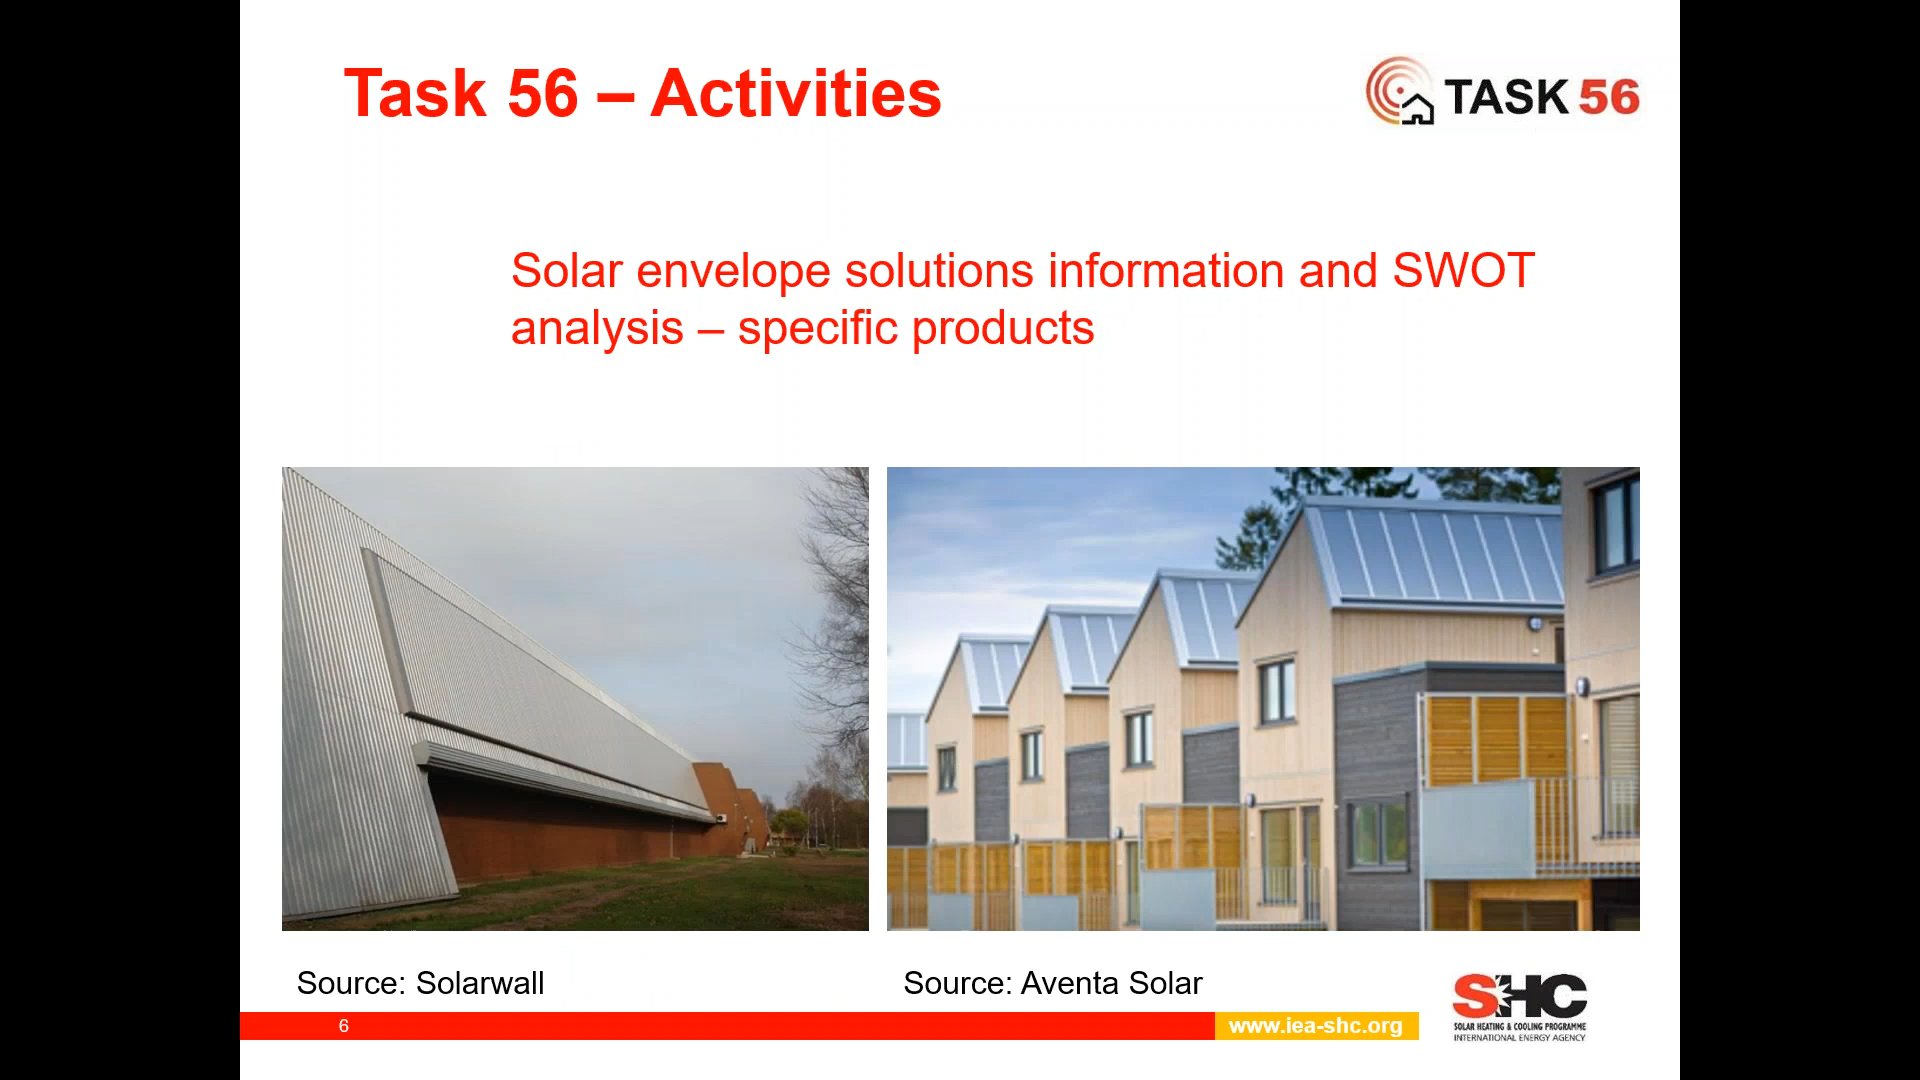 Task 56 – Activities
TASK 56
Solar envelope solutions information and SWOT
analysis – specific products
Source: Solarwall
Source: Aventa Solar
6
www.iea-shc.org
SHC
SOLAR HEATING & COOLING PROGRAMME
INTERNATIONAL ENERGY AGENCY